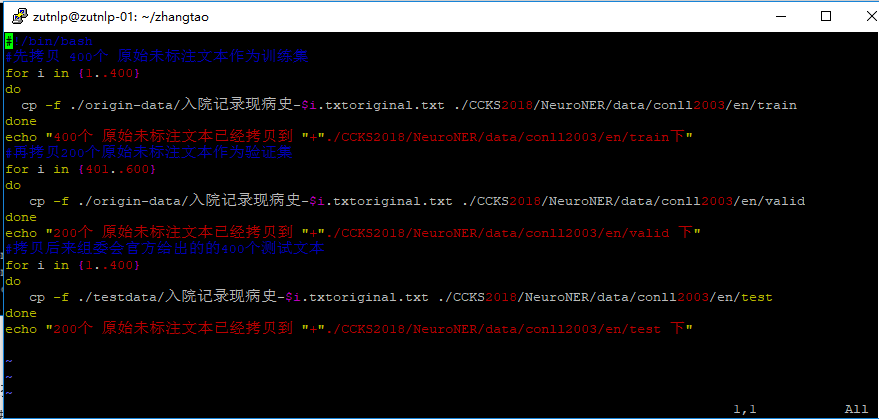 zutnlp@zutnlp-01: ~/zhangtao
#!/bin/bash
#先拷贝 400个 原始未标注文本作为训练集
for i in {1..400}
do
cp -f ./origin-data/入院记录现病史-$i.txtoriginal.txt ./CCKS2018/NeuroNER/data/conll2003/en/train
done
echo "400个 原始未标注文本已经拷贝到 "+"./CCKS2018/NeuroNER/data/conll2003/en/train下"
#再拷贝200个原始未标注文本作为验证集
for i in {401..600}
do
cp -f ./origin-data/入院记录现病史-$i.txtoriginal.txt ./CCKS2018/NeuroNER/data/conll2003/en/valid
done
echo "200个 原始未标注文本已经拷贝到 "+"./CCKS2018/NeuroNER/data/conll2003/en/valid 下"
#拷贝后来组委会官方给出的的400个测试文本
for i in {1..400}
do
cp -f ./testdata/入院记录现病史-$i.txtoriginal.txt ./CCKS2018/NeuroNER/data/conll2003/en/test
done
echo "200个 原始未标注文本已经拷贝到 "+"./CCKS2018/NeuroNER/data/conll2003/en/test 下"
~
~
~
1,1 All